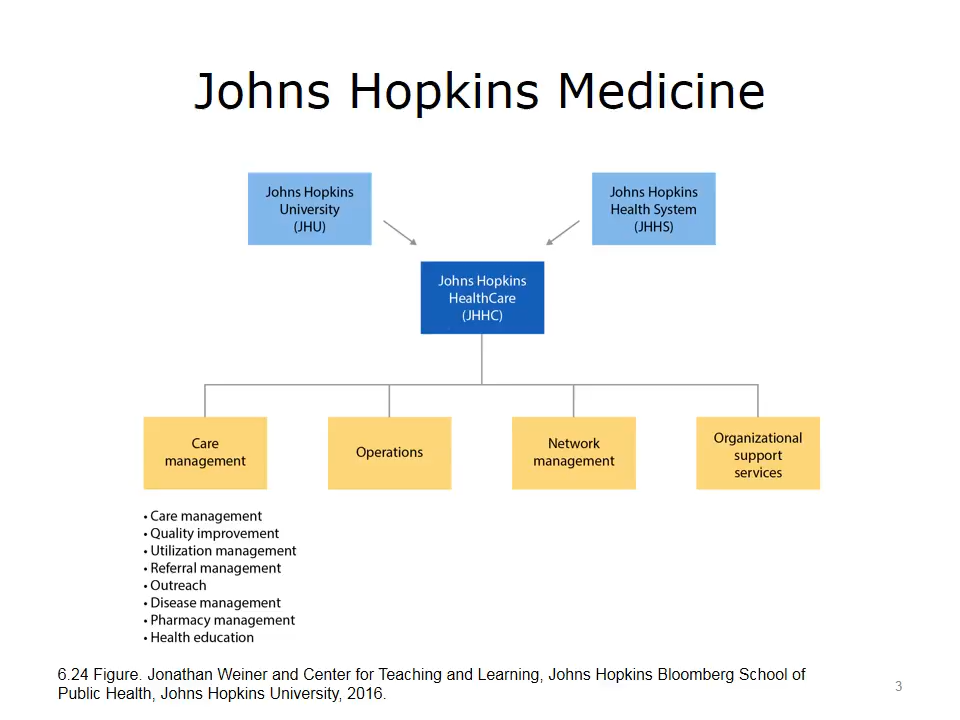 Johns Hopkins Medicine
Johns Hopkins
University
(JHU)
Johns Hopkins
Health System
(JHHS)
Johns Hopkins
HealthCare
(JHHC)
Care
management
Operations
Network
management
Organizational
support
services
• Care management
• Quality improvement
• Utilization management
• Referral management
• Outreach
• Disease management
• Pharmacy management
• Health education
6.24 Figure. Jonathan Weiner and Center for Teaching and Learning, Johns Hopkins Bloomberg School of
Public Health, Johns Hopkins University, 2016.
3